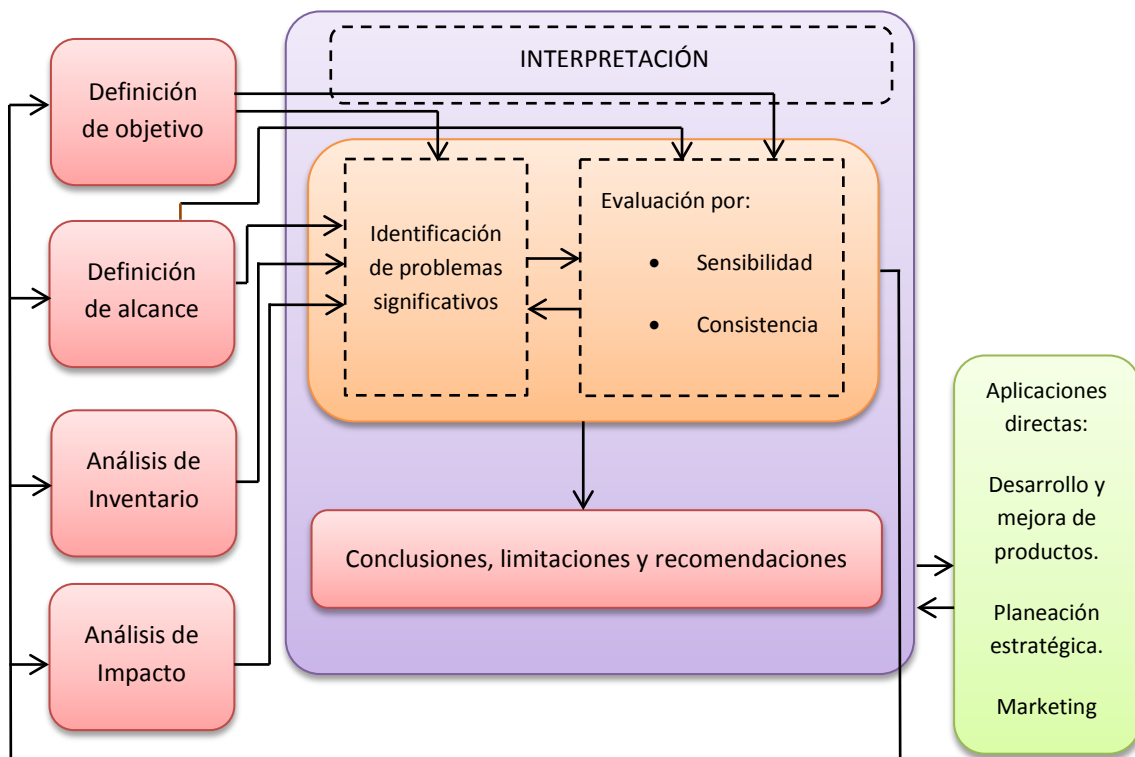 INTERPRETACIÓN
Definición
de objetivo
Definición
de alcance
Análisis de
Inventario
Análisis de
Impacto
Identificación
de problemas
significativos
Evaluación por:
• Sensibilidad
• Consistencia
Conclusiones, limitaciones y recomendaciones
Aplicaciones
directas:
Desarrollo y
mejora de
productos.
Planeación
estratégica.
Marketing